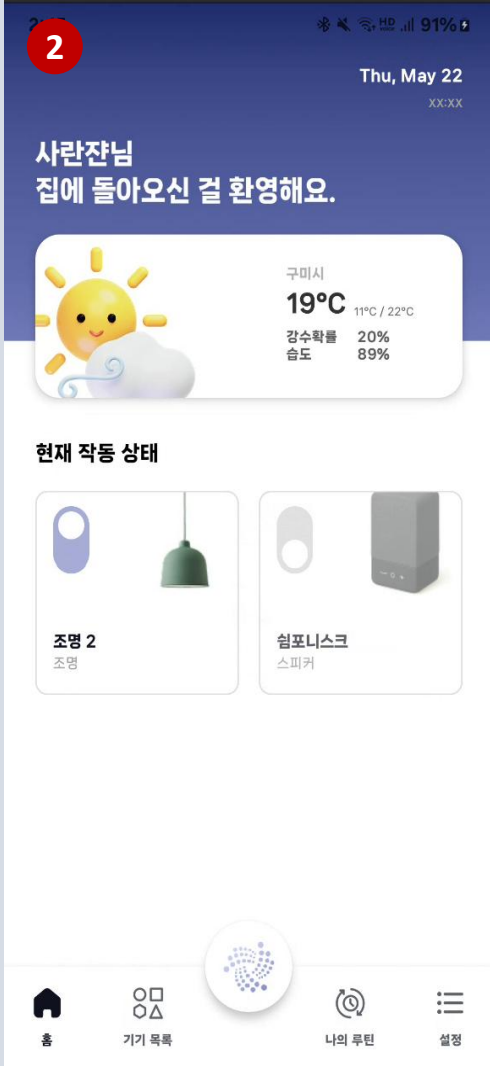 2
HD 91%
Thu, May 22
XX:XX
사란쟌님
집에 돌아오신 걸 환영해요.
구미시
19°C 11°C / 22°C
강수확률 20%
습도 89%
현재 작동 상태
조명 2
조명
쉼포니스크
스피커
홈
기기 목록
나의 루틴
설정